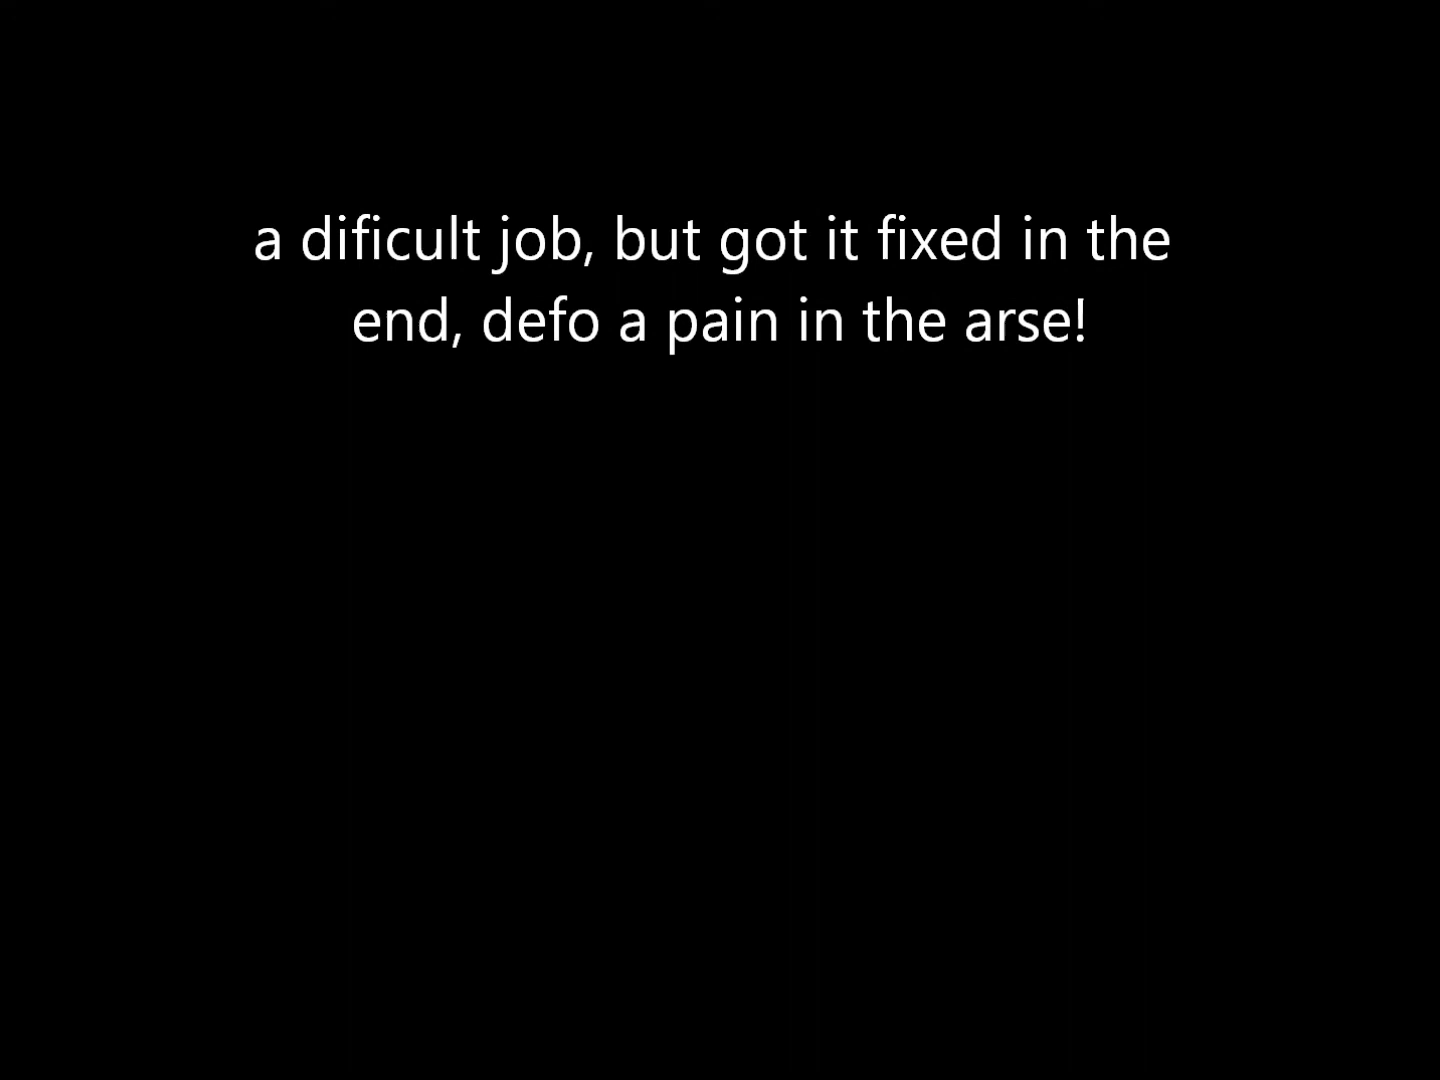 a dificult job, but got it fixed in the
end, defo a pain in the arse!